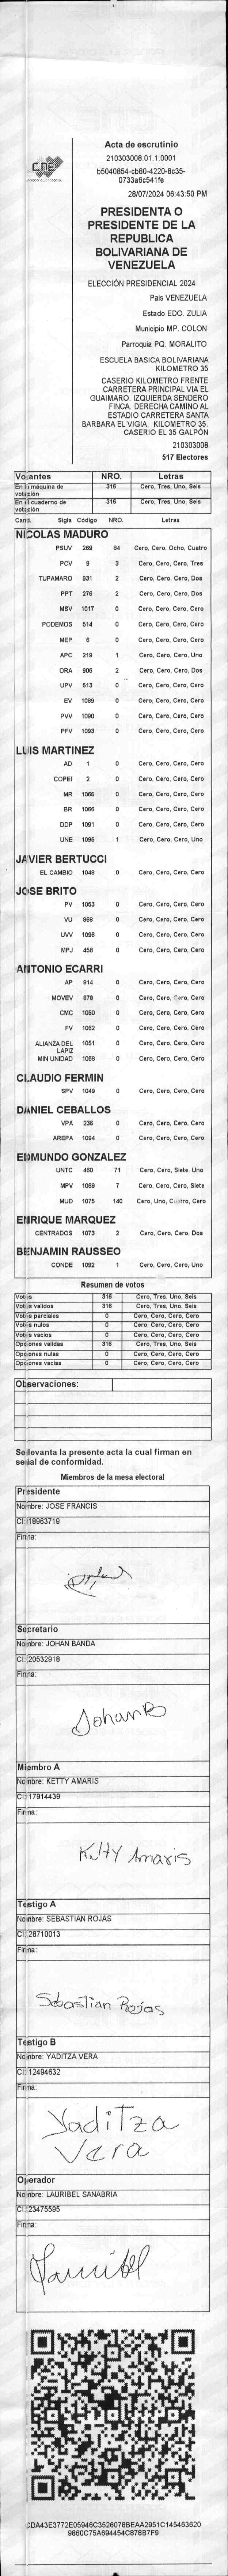 CNE
Acta de escrutinio
210303008.01.1.0001
b5040854-cb80-4220-8c35-
0733a6c541fe
28/07/2024 06:43:50 PM
PRESIDENTA O
PRESIDENTE DE LA
REPUBLICA
BOLIVARIANA DE
VENEZUELA
ELECCIÓN PRESIDENCIAL 2024
País VENEZUELA
Estado EDO. ZULIA
Municipio MP. COLON
Parroquia PQ. MORALITO
ESCUELA BASICA BOLIVARIANA
KILOMETRO 35
CASERIO KILOMETRO FRENTE
CARRETERA PRINCIPAL VIA EL
GUAIMARO. IZQUIERDA SENDERO
FINCA. DERECHA CAMINO AL
ESTADIO CARRETERA SANTA
BARBARA EL VIGIA. KILOMETRO 35.
CASERIO EL 35 GALPÓN
210303008
517 Electores
Votantes NRO. Letras
En la máquina de votación 316 Cero, Tres, Uno, Seis
En el cuaderno de votación 316 Cero, Tres, Uno, Seis
Cand. Sigla Código NRO. Letras
NICOLAS MADURO
PSUV 269 84 Cero, Cero, Ocho, Cuatro
PCV 9 3 Cero, Cero, Cero, Tres
TUPAMARO 931 2 Cero, Cero, Cero, Dos
PPT 276 2 Cero, Cero, Cero, Dos
MSV 1017 0 Cero, Cero, Cero, Cero
PODEMOS 514 0 Cero, Cero, Cero, Cero
MEP 6 0 Cero, Cero, Cero, Cero
APC 219 1 Cero, Cero, Cero, Uno
ORA 906 2 Cero, Cero, Cero, Dos
UPV 513 0 Cero, Cero, Cero, Cero
EV 1089 0 Cero, Cero, Cero, Cero
PVV 1090 0 Cero, Cero, Cero, Cero
PFV 1093 0 Cero, Cero, Cero, Cero
LUIS MARTINEZ
AD 1 0 Cero, Cero, Cero, Cero
COPEI 2 0 Cero, Cero, Cero, Cero
MR 1065 0 Cero, Cero, Cero, Cero
BR 1066 0 Cero, Cero, Cero, Cero
DDP 1091 0 Cero, Cero, Cero, Cero
UNE 1095 1 Cero, Cero, Cero, Uno
JAVIER BERTUCCI
EL CAMBIO 1048 0 Cero, Cero, Cero, Cero
JOSE BRITO
PV 1053 0 Cero, Cero, Cero, Cero
VU 868 0 Cero, Cero, Cero, Cero
UVV 1096 0 Cero, Cero, Cero, Cero
MPJ 458 0 Cero, Cero, Cero, Cero
ANTONIO ECARRI
AP 814 0 Cero, Cero, Cero, Cero
MOVEV 878 0 Cero, Cero, Cero, Cero
CMC 1050 0 Cero, Cero, Cero, Cero
FV 1062 0 Cero, Cero, Cero, Cero
ALIANZA DEL LAPIZ 1051 0 Cero, Cero, Cero, Cero
MIN UNIDAD 1068 0 Cero, Cero, Cero, Cero
CLAUDIO FERMIN
SPV 1049 0 Cero, Cero, Cero, Cero
DANIEL CEBALLOS
VPA 236 0 Cero, Cero, Cero, Cero
AREPA 1094 0 Cero, Cero, Cero, Cero
EDMUNDO GONZALEZ
UNTC 460 71 Cero, Cero, Siete, Uno
MPV 1069 7 Cero, Cero, Cero, Siete
MUD 1075 140 Cero, Uno, Cuatro, Cero
ENRIQUE MARQUEZ
CENTRADOS 1073 2 Cero, Cero, Cero, Dos
BENJAMIN RAUSSEO
CONDE 1092 1 Cero, Cero, Cero, Uno
Resumen de votos
Votos 316 Cero, Tres, Uno, Seis
Votos validos 316 Cero, Tres, Uno, Seis
Votos parciales 0 Cero, Cero, Cero, Cero
Votos nulos 0 Cero, Cero, Cero, Cero
Votos vacios 0 Cero, Cero, Cero, Cero
Opciones validas 316 Cero, Tres, Uno, Seis
Opciones nulas 0 Cero, Cero, Cero, Cero
Opciones vacias 0 Cero, Cero, Cero, Cero
Observaciones:
Se levanta la presente acta la cual firman en
señal de conformidad.
Miembros de la mesa electoral
Presidente
Nombre: JOSE FRANCIS
CI: 18963719
Firma:
Secretario
Nombre: JOHAN BANDA
CI: 20532918
Firma:
Johan B
Miembro A
Nombre: KETTY AMARIS
CI: 17914439
Firma:
Ketty Amaris
Testigo A
Nombre: SEBASTIAN ROJAS
CI: 28710013
Firma:
Sebastian Rojas
Testigo B
Nombre: YADITZA VERA
CI: 12494632
Firma:
Yaditza
Vera
Operador
Nombre: LAURIBEL SANABRIA
CI: 23475595
Firma:
Lauribel
CDA43E3772E05946C3526078BEAA2951C145463620
9860C75A694454C878B7F9